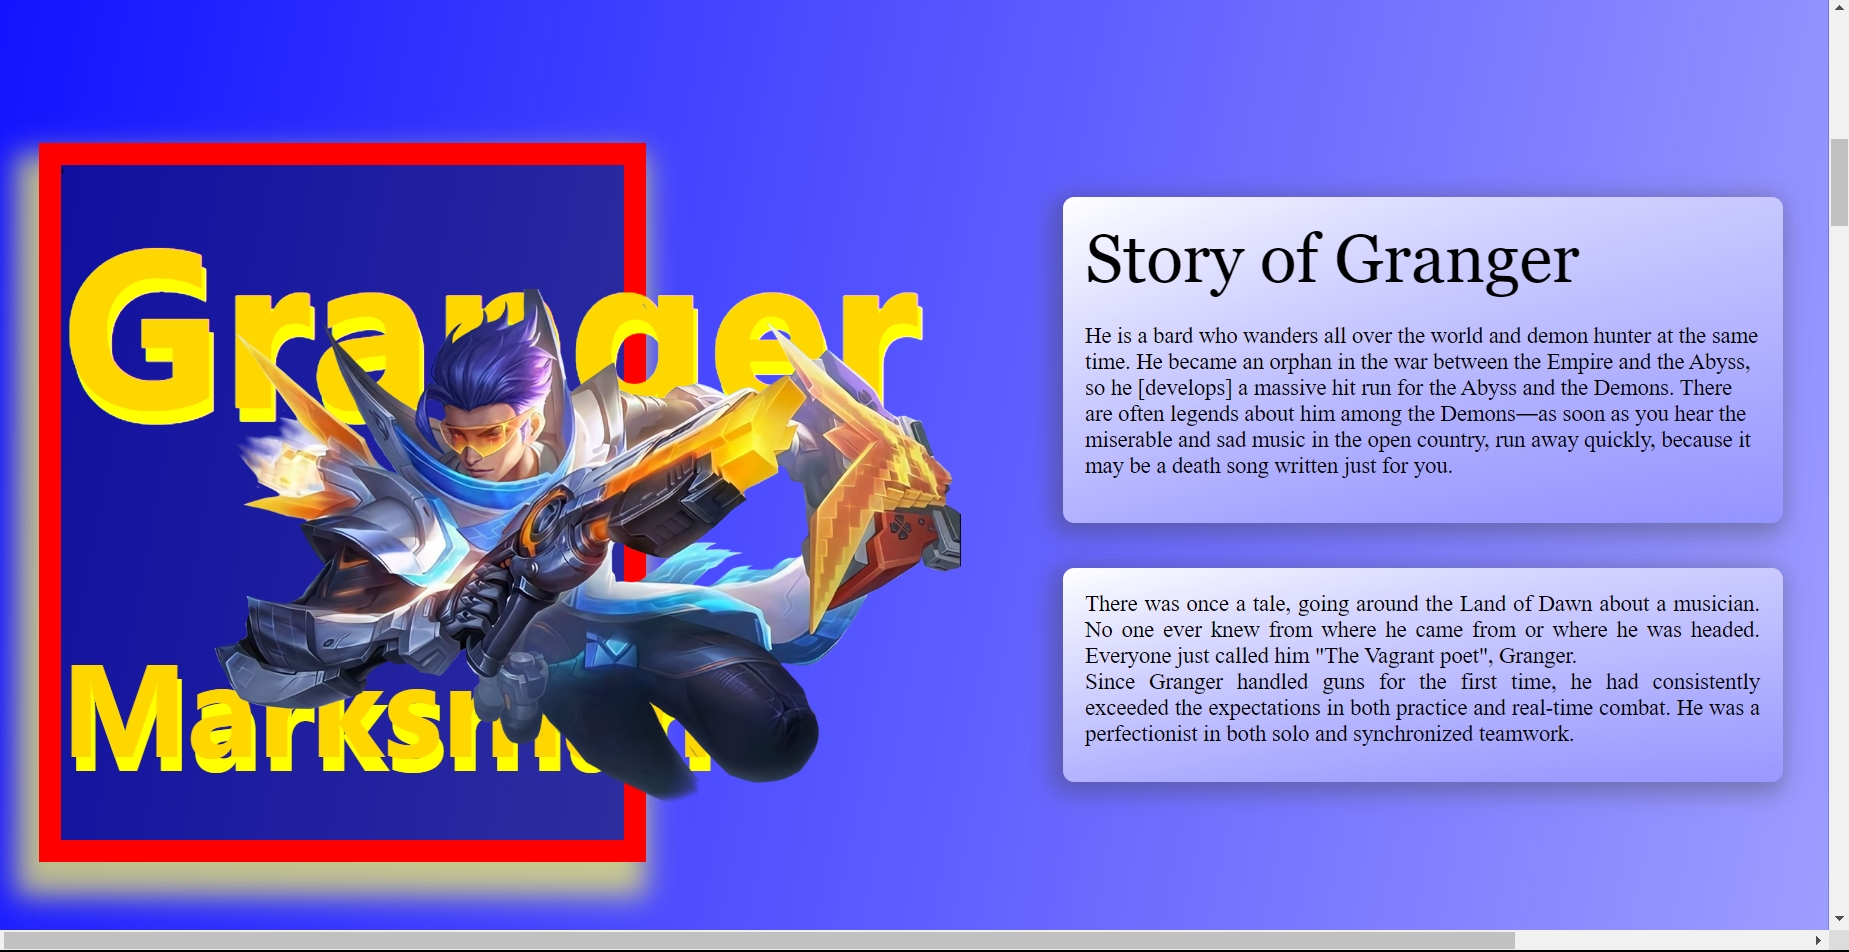 Granger
Marksman
Story of Granger
He is a bard who wanders all over the world and demon hunter at the same
time. He became an orphan in the war between the Empire and the Abyss,
so he [develops] a massive hit run for the Abyss and the Demons. There
are often legends about him among the Demons—as soon as you hear the
miserable and sad music in the open country, run away quickly, because it
may be a death song written just for you.
There was once a tale, going around the Land of Dawn about a musician.
No one ever knew from where he came from or where he was headed.
Everyone just called him "The Vagrant poet", Granger.
Since Granger handled guns for the first time, he had consistently
exceeded the expectations in both practice and real-time combat. He was a
perfectionist in both solo and synchronized teamwork.